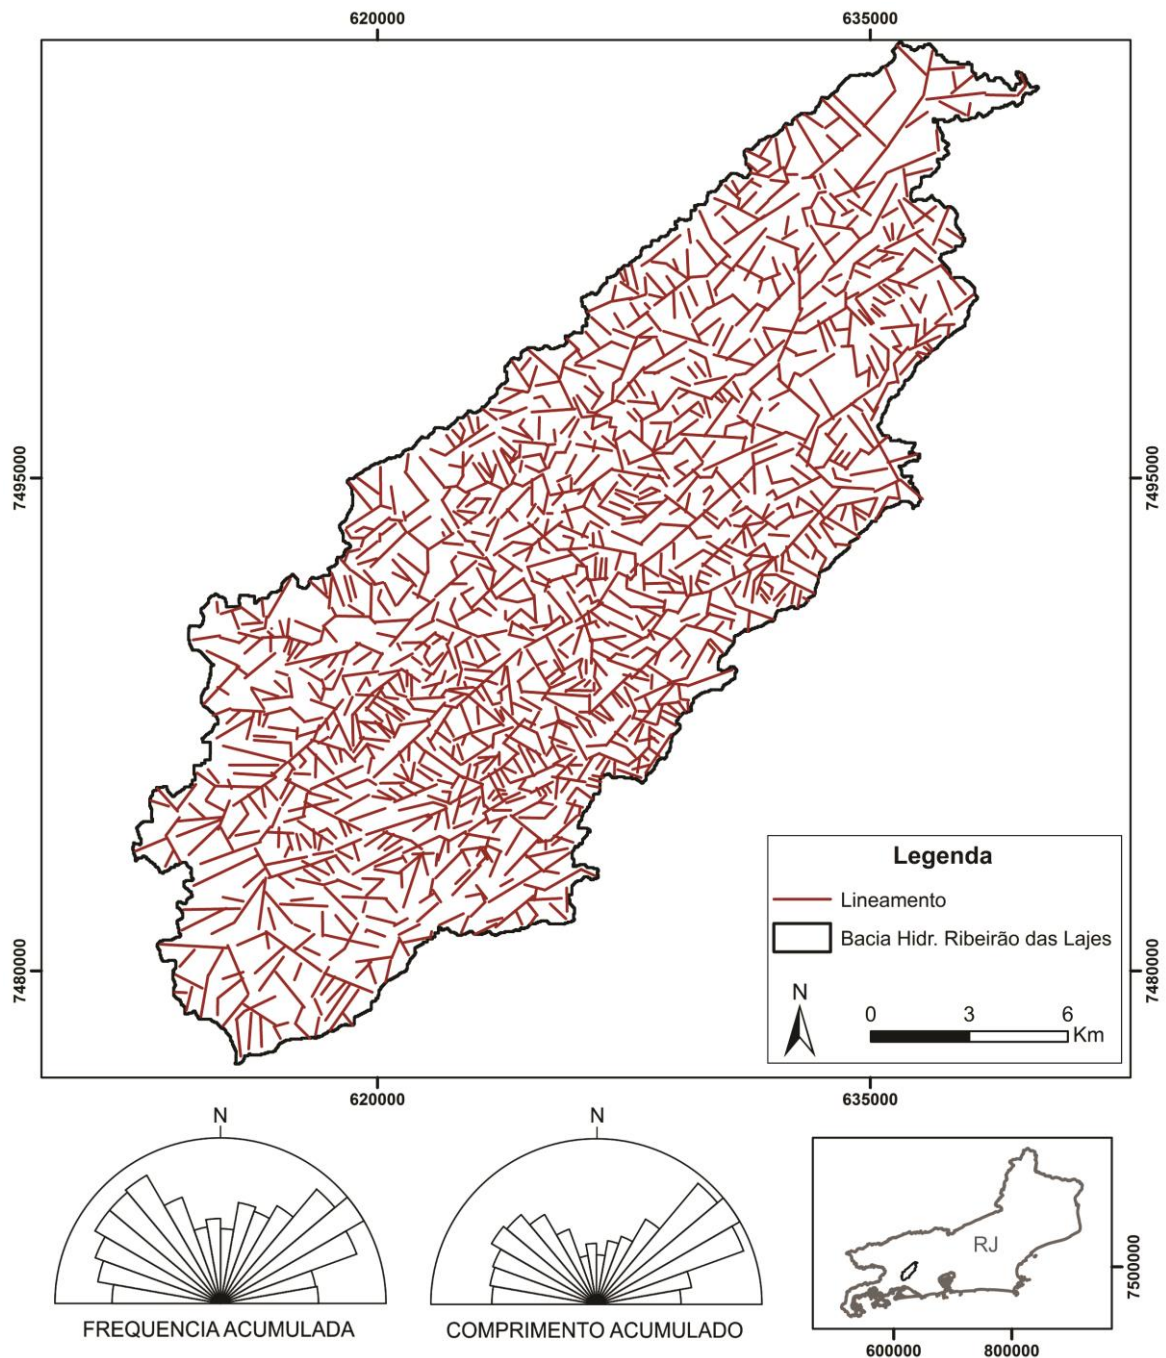 620000
635000
7495000
7495000
Legenda
Lineamento
Bacia Hidr. Ribeirão das Lajes
N
0 3 6
Km
7480000
7480000
620000
635000
N
N
FREQUENCIA ACUMULADA
COMPRIMENTO ACUMULADO
RJ
7500000
600000
800000